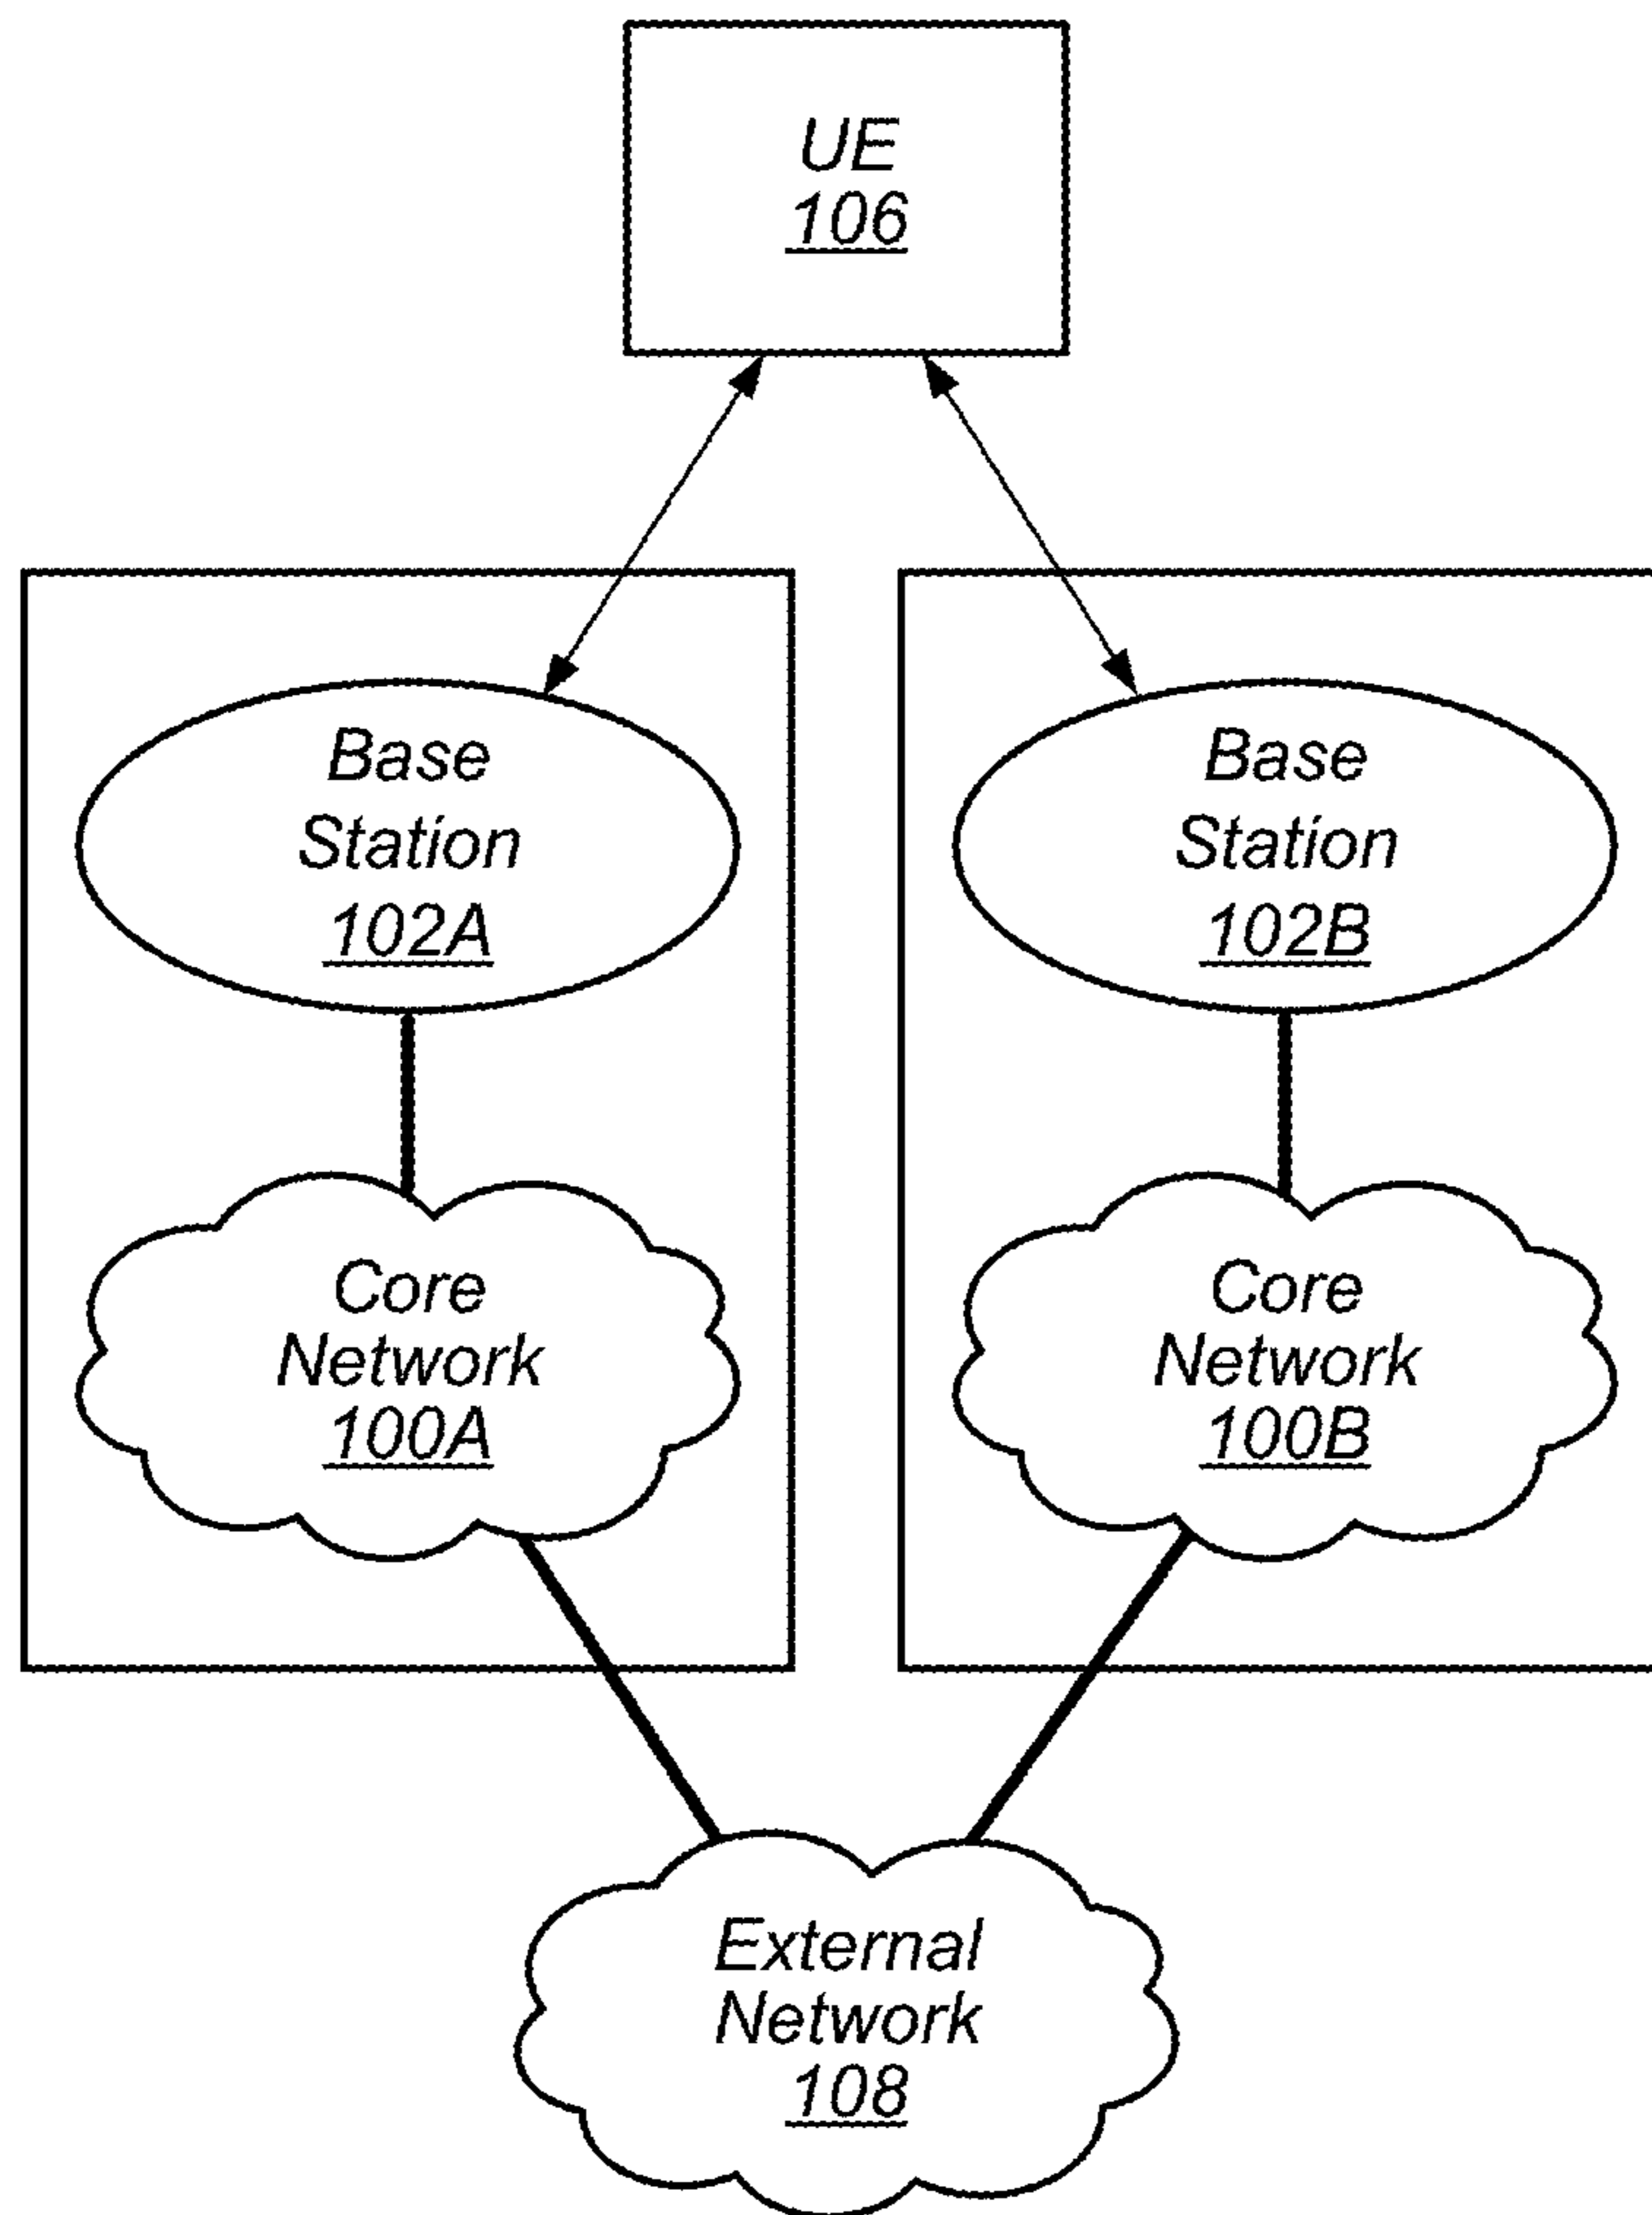 UE
106
Base
Station
102A
Base
Station
102B
Core
Network
100A
Core
Network
100B
External
Network
108